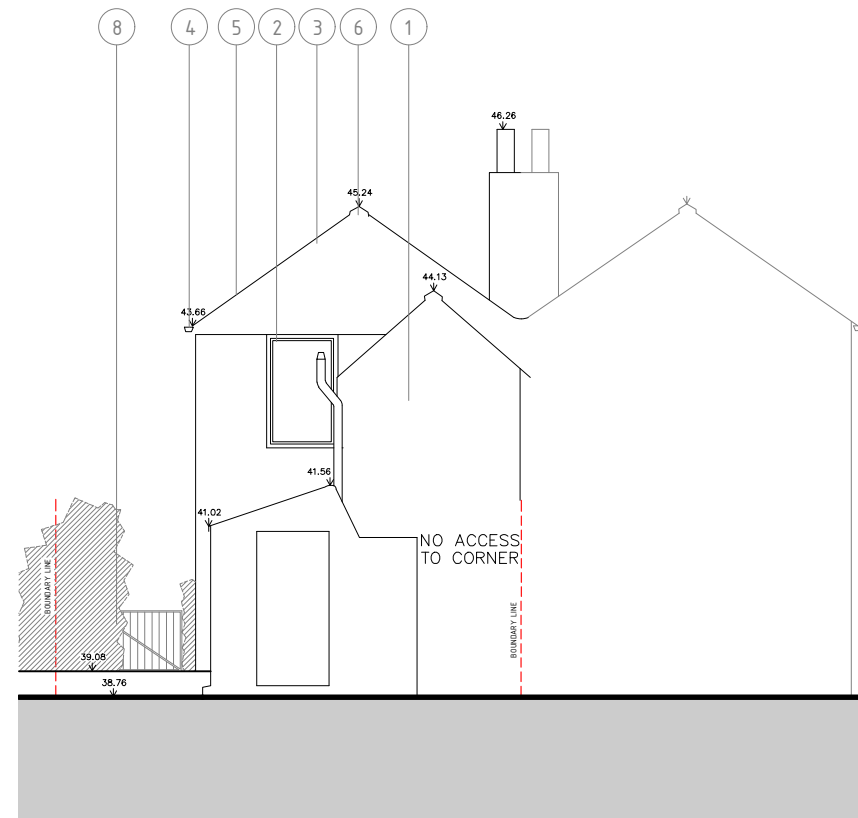 8 4 5 2 3 6 1
46.26
45.24
44.13
43.66
41.56
41.02
NO ACCESS
TO CORNER
BOUNDARY LINE
BOUNDARY LINE
39.08
38.76